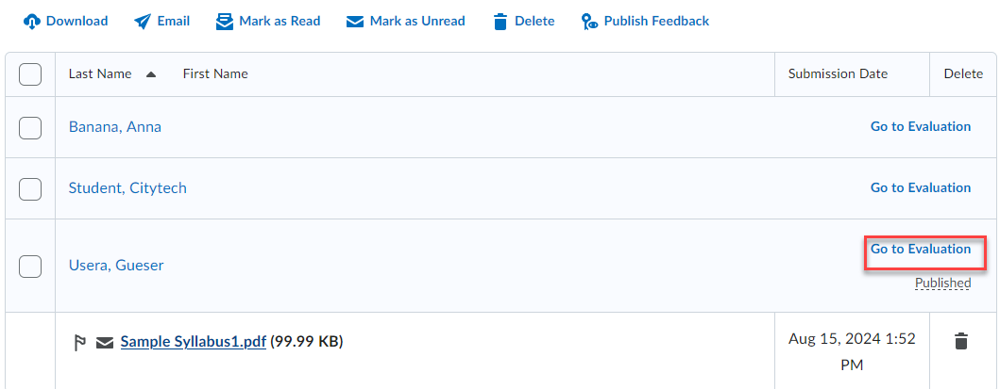 Download Email Mark as Read Mark as Unread Delete Publish Feedback
Last Name First Name Submission Date Delete
Banana, Anna Go to Evaluation
Student, Citytech Go to Evaluation
Go to Evaluation
Usera, Gueser
Published
Sample Syllabus1.pdf (99.99 KB) Aug 15, 2024 1:52
PM